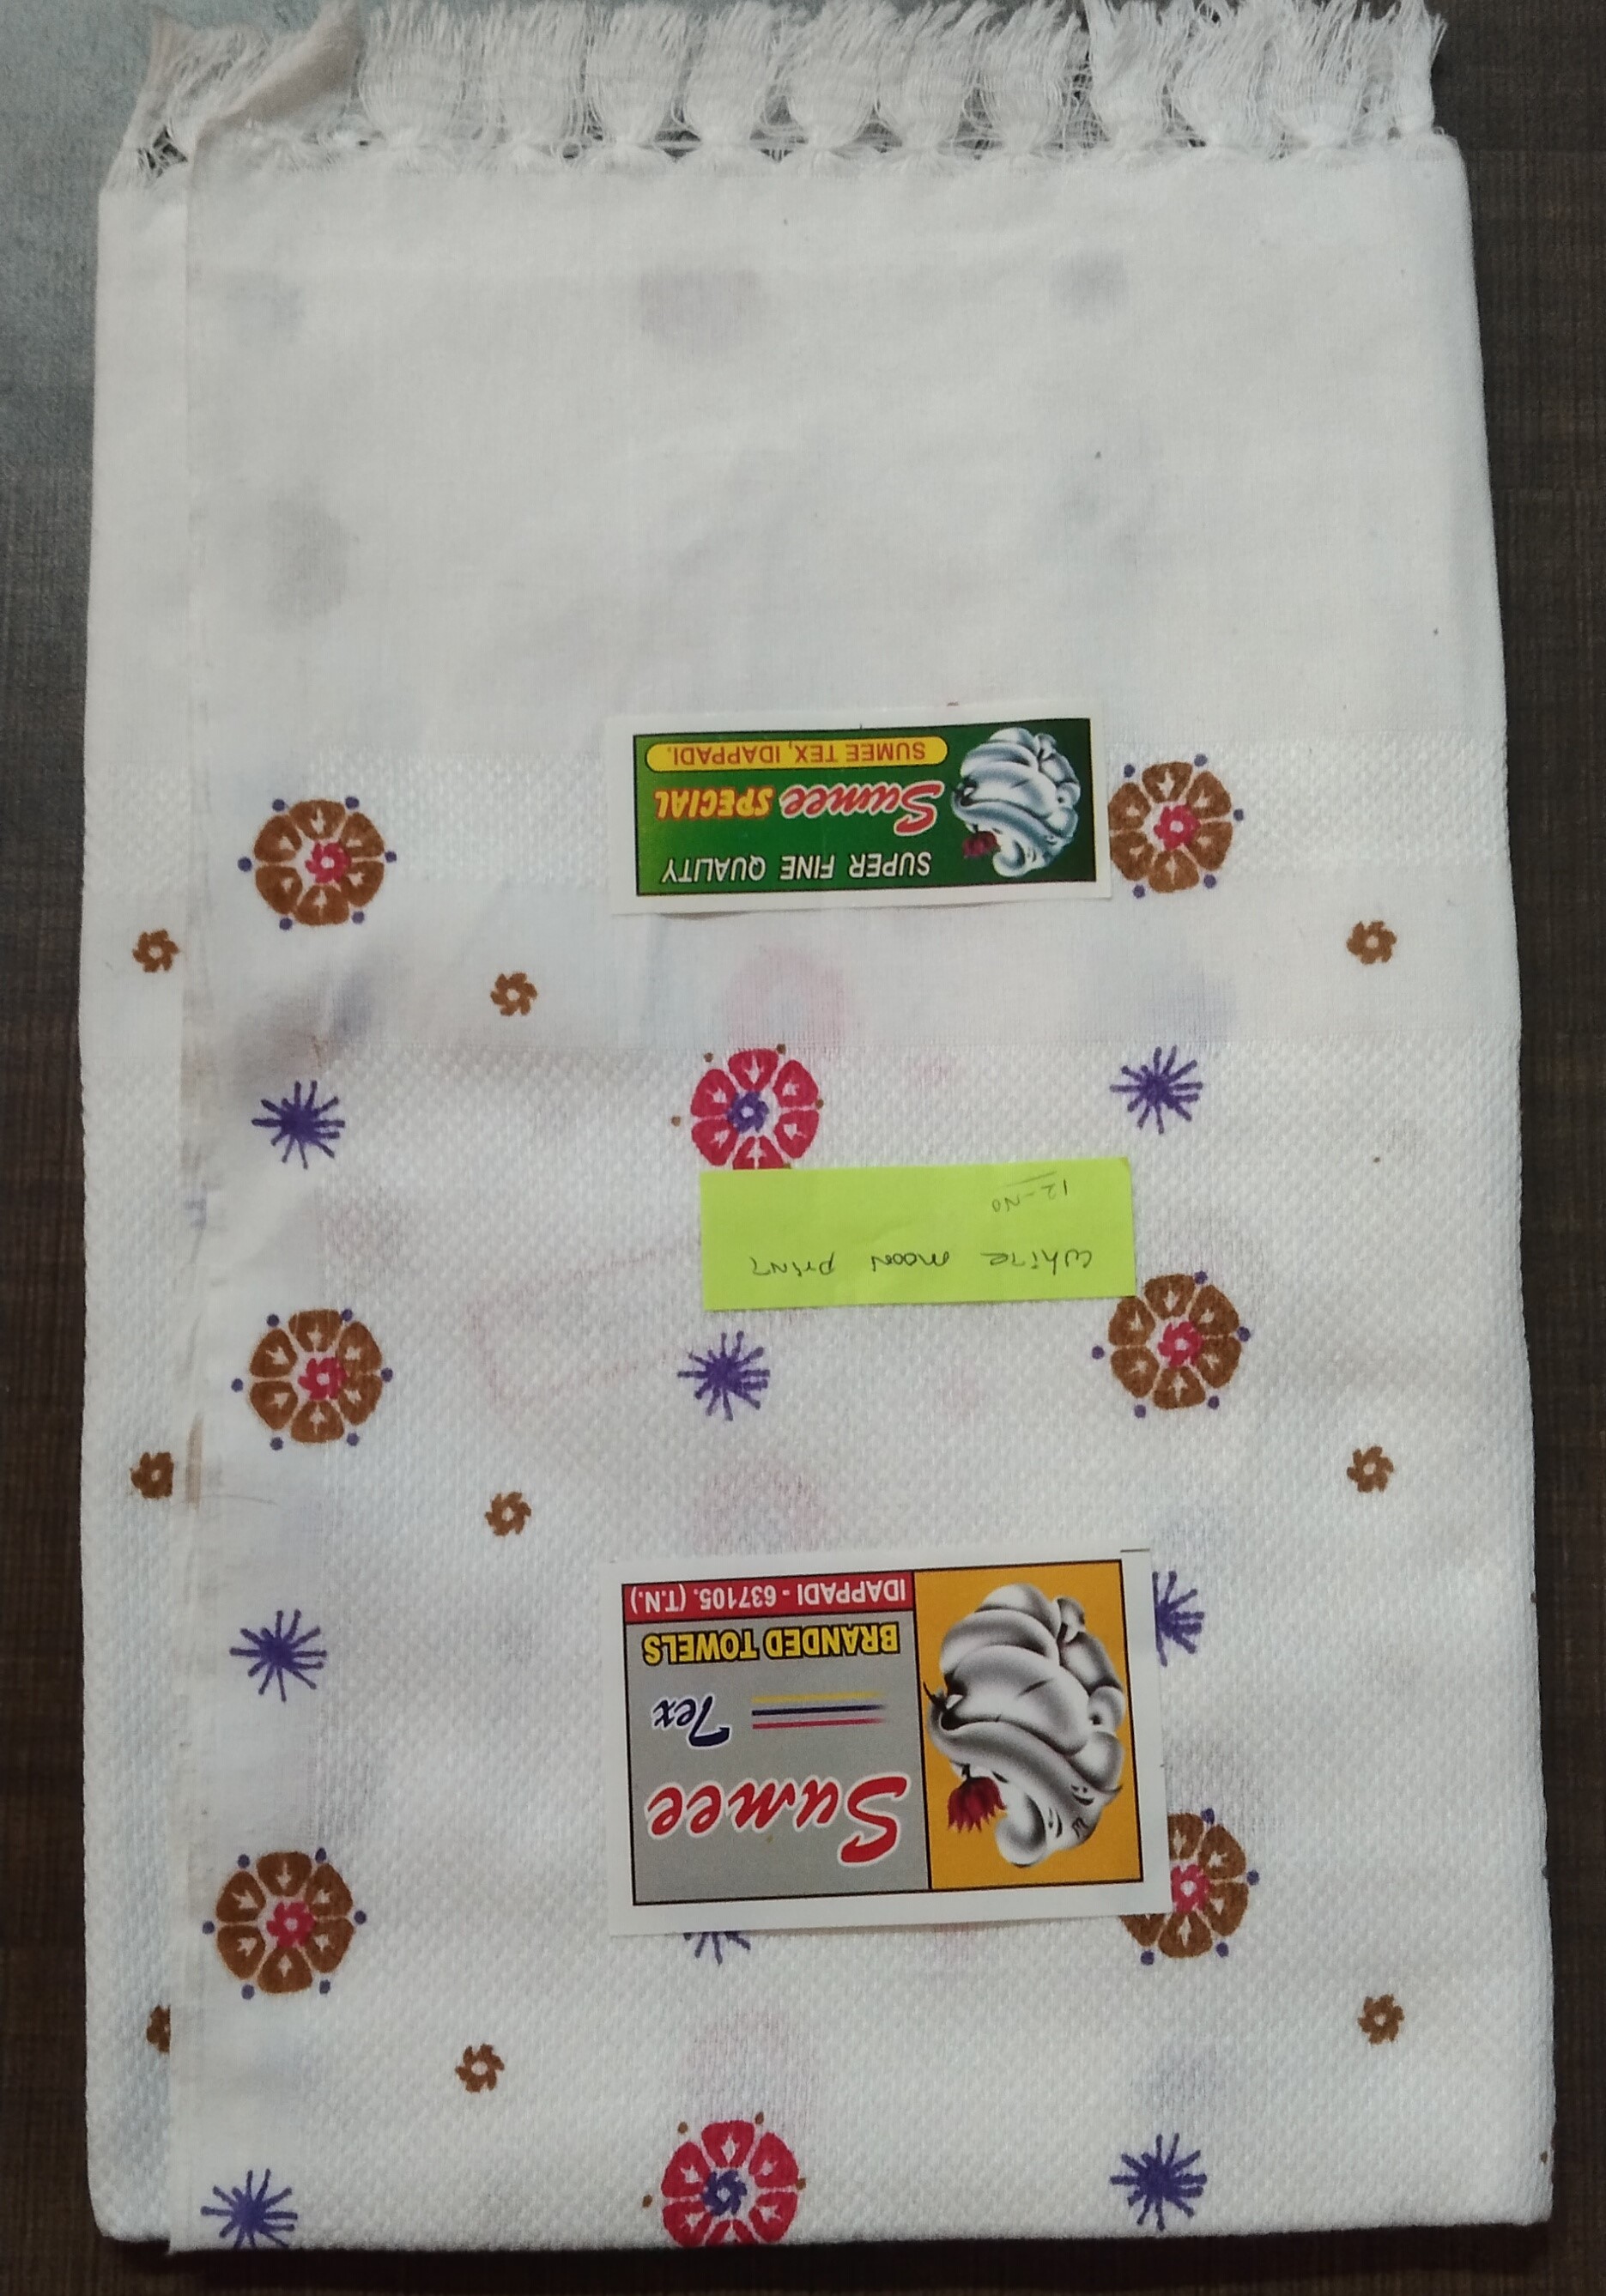 Sumee
Tex
BRANDED TOWELS
IDAPPADI - 637105. (T.N.)
White mooN PriNT
12-No
SUPER FINE QUALITY
Sumee SPECIAL
SUMEE TEX, IDAPPADI.